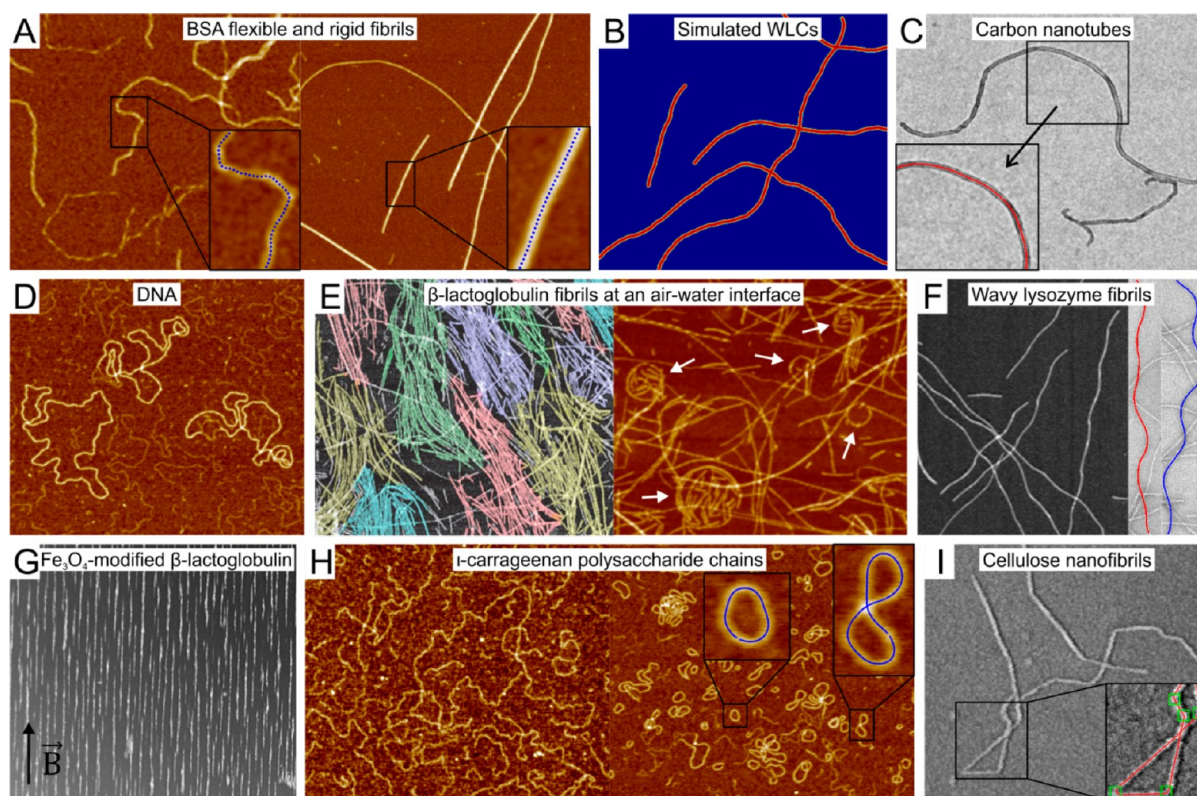 A
BSA flexible and rigid fibrils
B
Simulated WLCs
C
Carbon nanotubes
D
DNA
E
β-lactoglobulin fibrils at an air-water interface
F
Wavy lysozyme fibrils
G
Fe₃O₄-modified β-lactoglobulin
B⃗
H
ι-carrageenan polysaccharide chains
I
Cellulose nanofibrils